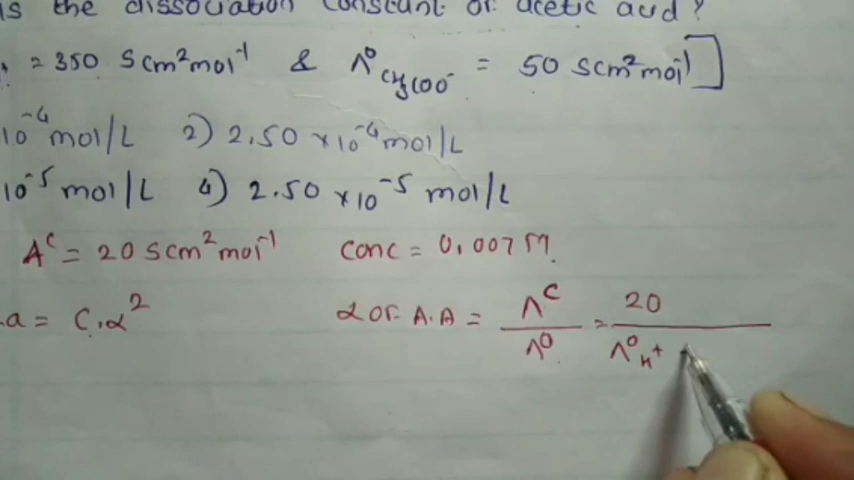 is the dissociation constant of acetic acid?
= 350 Scm²mol⁻¹ & Λ°CH₃COO⁻ = 50 Scm²mol⁻¹]
10⁻⁴ mol/L 2) 2.50 × 10⁻⁴ mol/L
10⁻⁵ mol/L 4) 2.50 × 10⁻⁵ mol/L
Λᶜ = 20 Scm²mol⁻¹ conc = 0.007 M.
a = C.α² α or A.A = Λᶜ/Λ° = 20/Λ°H⁺